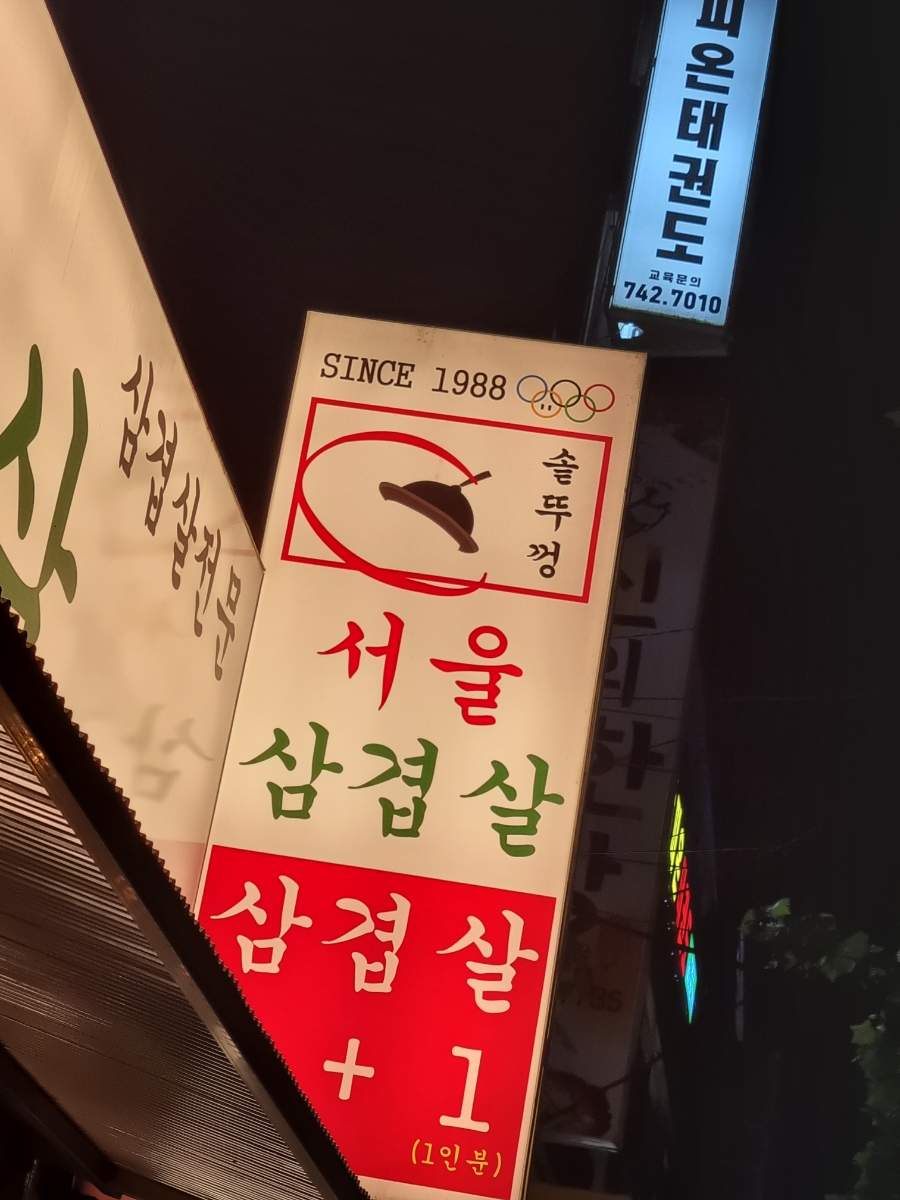 피온태권도
교육문의
742.7010
SINCE 1988
솥뚜껑
서울
삼겹살
삼겹살
+ 1
(1인분)
삼겹살전문